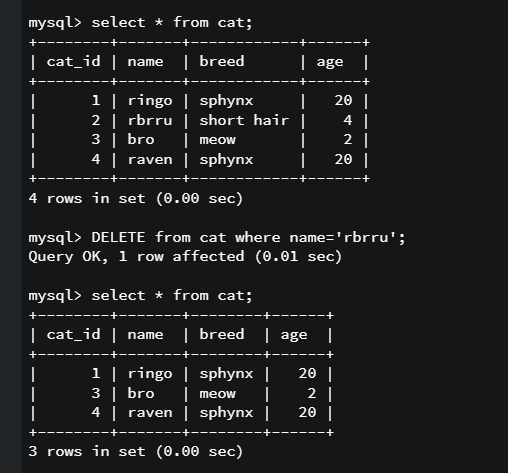 mysql> select * from cat;
+--------+-------+------------+------+
| cat_id | name  | breed      | age  |
+--------+-------+------------+------+
|      1 | ringo | sphynx     |   20 |
|      2 | rbrru | short hair |    4 |
|      3 | bro   | meow       |    2 |
|      4 | raven | sphynx     |   20 |
+--------+-------+------------+------+
4 rows in set (0.00 sec)
mysql> DELETE from cat where name='rbrru';
Query OK, 1 row affected (0.01 sec)
mysql> select * from cat;
+--------+-------+--------+------+
| cat_id | name  | breed  | age  |
+--------+-------+--------+------+
|      1 | ringo | sphynx |   20 |
|      3 | bro   | meow   |    2 |
|      4 | raven | sphynx |   20 |
+--------+-------+--------+------+
3 rows in set (0.00 sec)